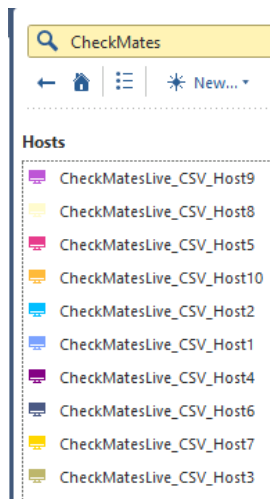 CheckMates
New...
Hosts
CheckMatesLive_CSV_Host9
CheckMatesLive_CSV_Host8
CheckMatesLive_CSV_Host5
CheckMatesLive_CSV_Host10
CheckMatesLive_CSV_Host2
CheckMatesLive_CSV_Host1
CheckMatesLive_CSV_Host4
CheckMatesLive_CSV_Host6
CheckMatesLive_CSV_Host7
CheckMatesLive_CSV_Host3